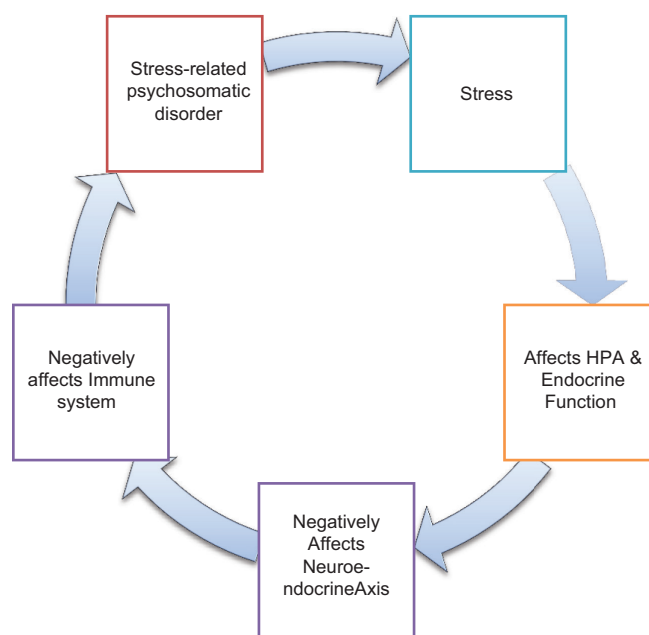 Stress-related
psychosomatic
disorder
Stress
Affects HPA &
Endocrine
Function
Negatively
Affects
Neuroe-
ndocrineAxis
Negatively
affects Immune
system